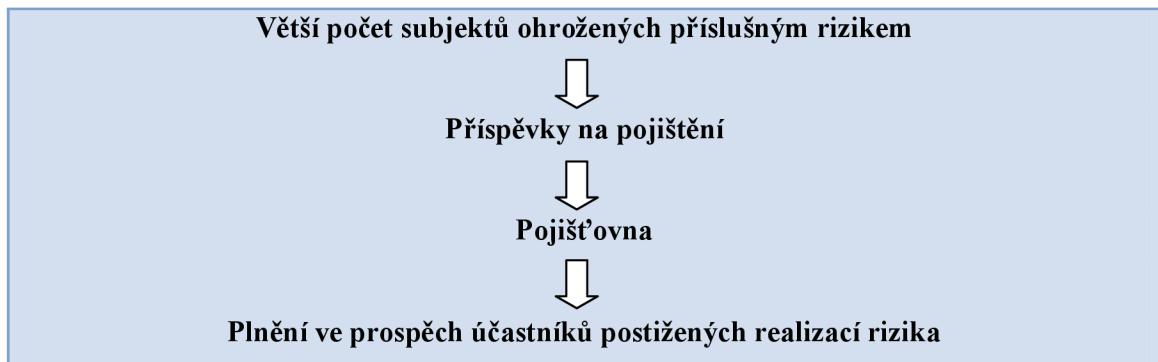 Větší počet subjektů ohrožených příslušným rizikem
Příspěvky na pojištění
Pojišťovna
Plnění ve prospěch účastníků postižených realizací rizika